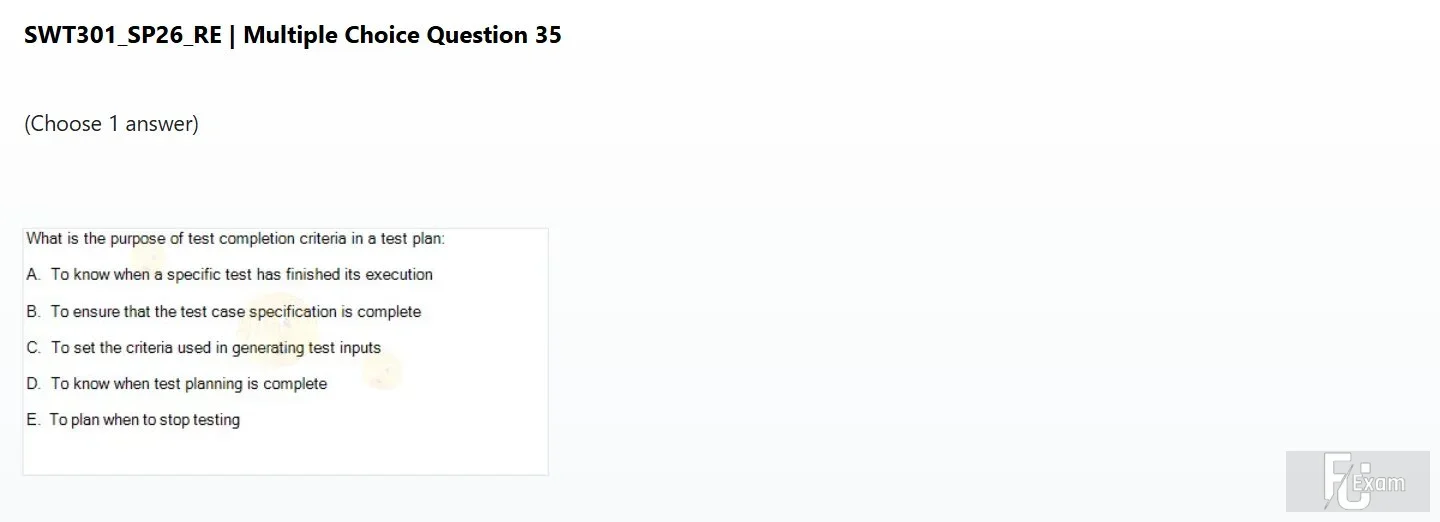 SWT301_SP26_RE | Multiple Choice Question 35
(Choose 1 answer)
What is the purpose of test completion criteria in a test plan:
A. To know when a specific test has finished its execution
B. To ensure that the test case specification is complete
C. To set the criteria used in generating test inputs
D. To know when test planning is complete
E. To plan when to stop testing
FU Exam